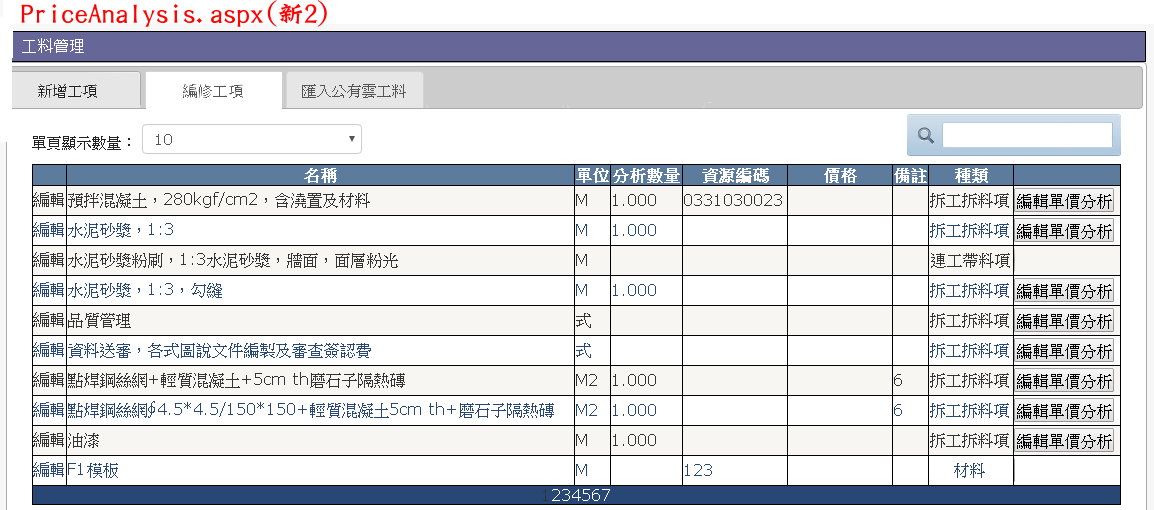 PriceAnalysis.aspx(新2)
工料管理
新增工項 編修工項 匯入公有雲工料
單頁顯示數量： 10
名稱 單位 分析數量 資源編碼 價格 備註 種類
編輯 預拌混凝土，280kgf/cm2，含澆置及材料 M 1.000 0331030023 拆工拆料項 編輯單價分析
編輯 水泥砂漿，1:3 M 1.000 拆工拆料項 編輯單價分析
編輯 水泥砂漿粉刷，1:3水泥砂漿，牆面，面層粉光 M 連工帶料項
編輯 水泥砂漿，1:3，勾縫 M 1.000 拆工拆料項 編輯單價分析
編輯 品質管理 式 拆工拆料項 編輯單價分析
編輯 資料送審，各式圖說文件編製及審查簽認費 式 拆工拆料項 編輯單價分析
編輯 點焊鋼絲網+輕質混凝土+5cm th磨石子隔熱磚 M2 1.000 6 拆工拆料項 編輯單價分析
編輯 點焊鋼絲網∮4.5*4.5/150*150+輕質混凝土5cm th+磨石子隔熱磚 M2 1.000 6 拆工拆料項 編輯單價分析
編輯 油漆 M 1.000 拆工拆料項 編輯單價分析
編輯 F1模板 M 123 材料
1234567